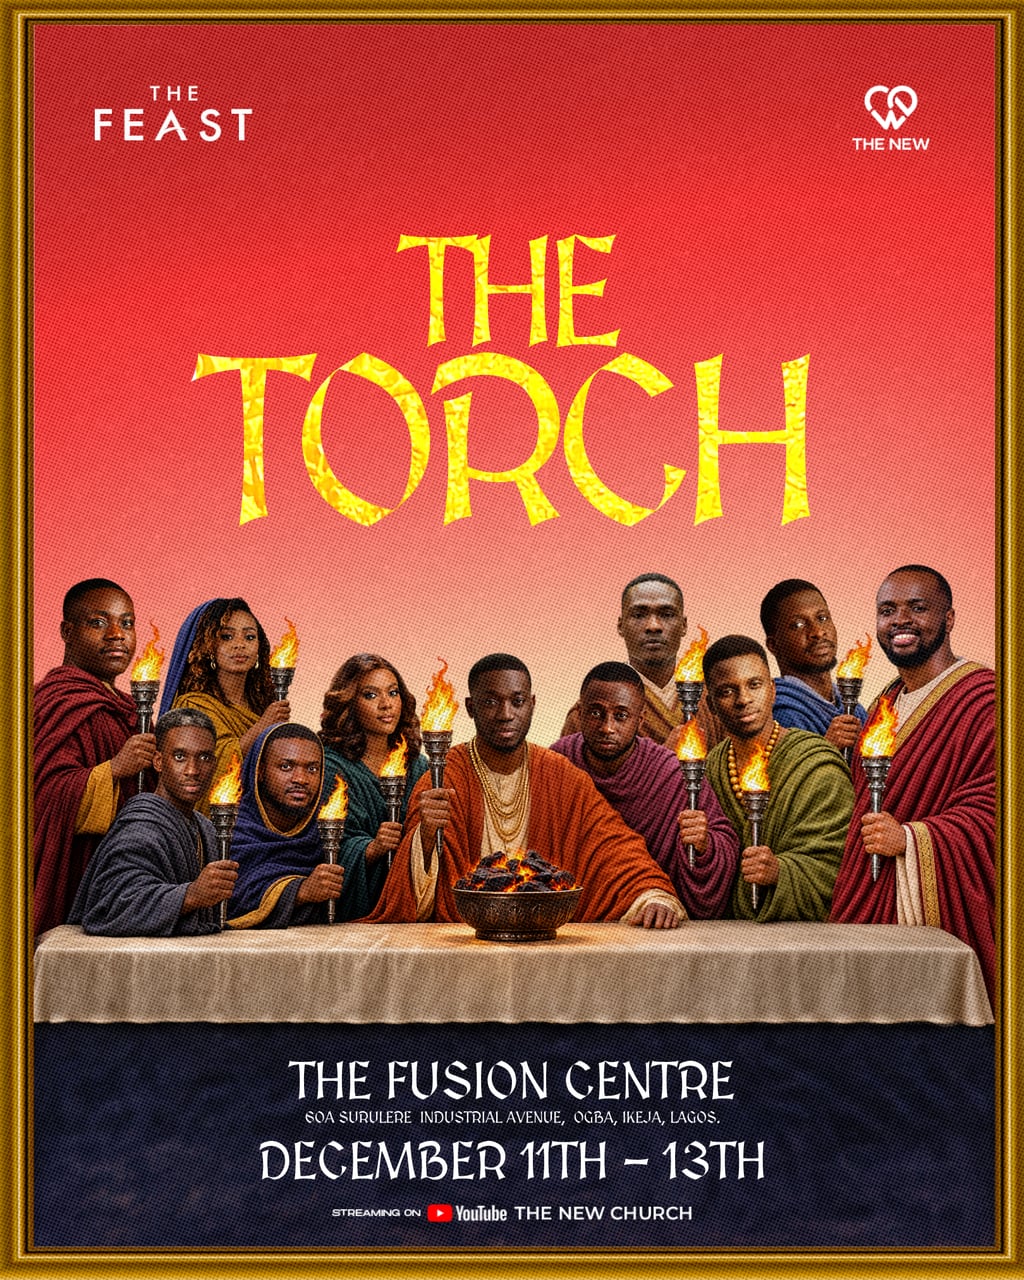 THE
FEAST
THE NEW
THE
TORCH
THE FUSION CENTRE
60A SURULERE INDUSTRIAL AVENUE, OGBA, IKEJA, LAGOS.
DECEMBER 11TH – 13TH
STREAMING ON YouTube THE NEW CHURCH